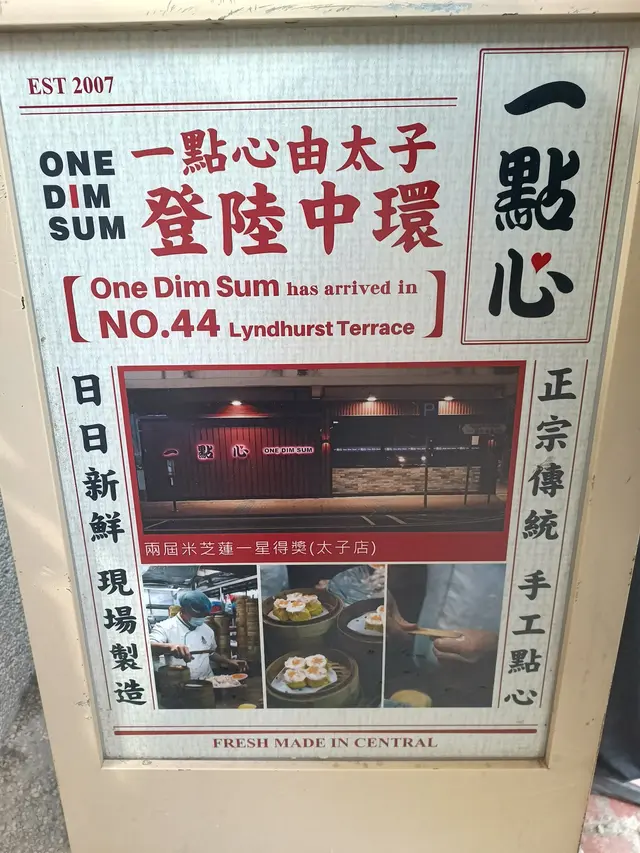 EST 2007
一點心
ONE
DIM
SUM
一點心由太子
登陸中環
One Dim Sum has arrived in
NO.44 Lyndhurst Terrace
日日新鮮 現場製造
正宗傳統 手工點心
一點心 ONE DIM SUM
P
兩屆米芝蓮一星得獎(太子店)
FRESH MADE IN CENTRAL